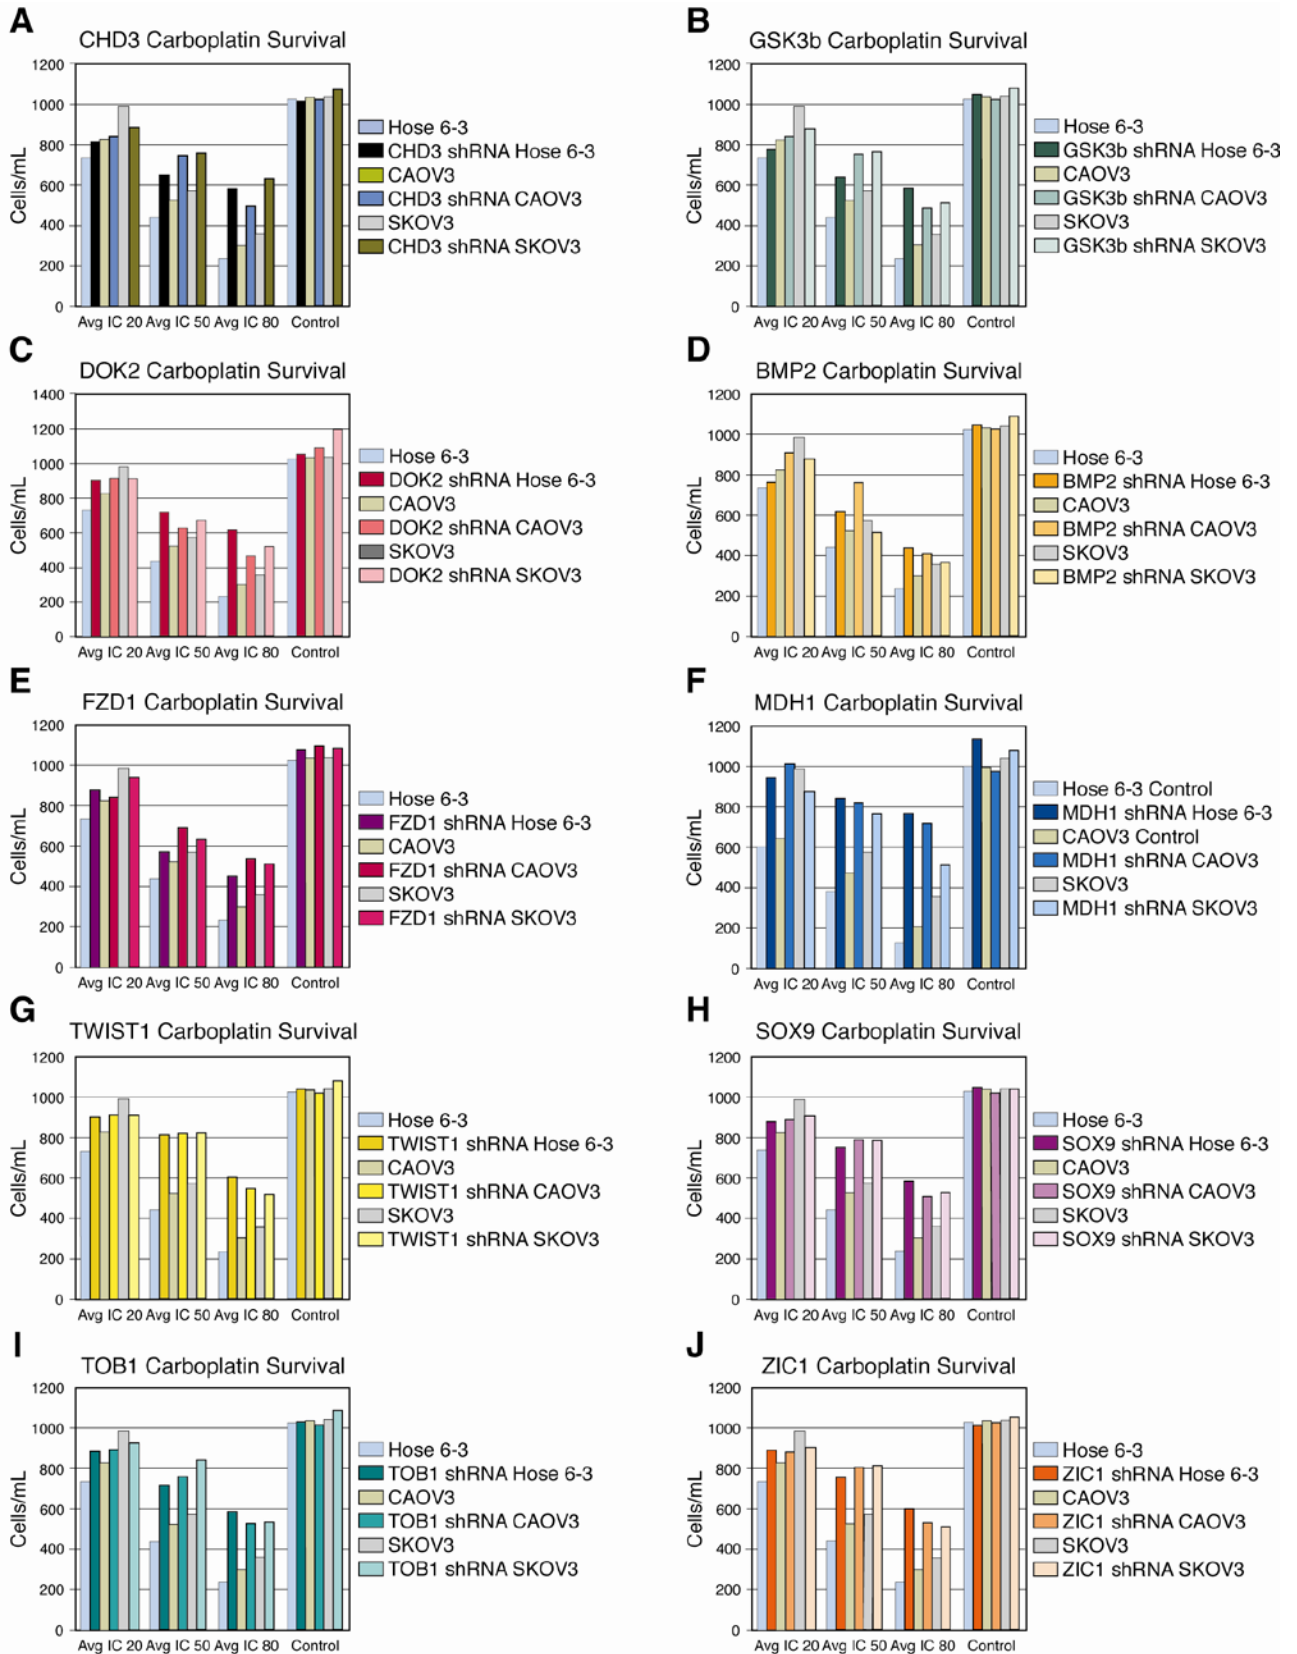 A
CHD3 Carboplatin Survival
1200
1000
800
600
400
200
0
Cells/mL
Avg IC 20 Avg IC 50 Avg IC 80 Control
Hose 6-3
CHD3 shRNA Hose 6-3
CAOV3
CHD3 shRNA CAOV3
SKOV3
CHD3 shRNA SKOV3
B
GSK3b Carboplatin Survival
1200
1000
800
600
400
200
0
Cells/mL
Avg IC 20 Avg IC 50 Avg IC 80 Control
Hose 6-3
GSK3b shRNA Hose 6-3
CAOV3
GSK3b shRNA CAOV3
SKOV3
GSK3b shRNA SKOV3
C
DOK2 Carboplatin Survival
1400
1200
1000
800
600
400
200
0
Cells/mL
Avg IC 20 Avg IC 50 Avg IC 80 Control
Hose 6-3
DOK2 shRNA Hose 6-3
CAOV3
DOK2 shRNA CAOV3
SKOV3
DOK2 shRNA SKOV3
D
BMP2 Carboplatin Survival
1200
1000
800
600
400
200
0
Cells/mL
Avg IC 20 Avg IC 50 Avg IC 80 Control
Hose 6-3
BMP2 shRNA Hose 6-3
CAOV3
BMP2 shRNA CAOV3
SKOV3
BMP2 shRNA SKOV3
E
FZD1 Carboplatin Survival
1200
1000
800
600
400
200
0
Cells/mL
Avg IC 20 Avg IC 50 Avg IC 80 Control
Hose 6-3
FZD1 shRNA Hose 6-3
CAOV3
FZD1 shRNA CAOV3
SKOV3
FZD1 shRNA SKOV3
F
MDH1 Carboplatin Survival
1200
1000
800
600
400
200
0
Cells/mL
Avg IC 20 Avg IC 50 Avg IC 80 Control
Hose 6-3 Control
MDH1 shRNA Hose 6-3
CAOV3 Control
MDH1 shRNA CAOV3
SKOV3
MDH1 shRNA SKOV3
G
TWIST1 Carboplatin Survival
1200
1000
800
600
400
200
0
Cells/mL
Avg IC 20 Avg IC 50 Avg IC 80 Control
Hose 6-3
TWIST1 shRNA Hose 6-3
CAOV3
TWIST1 shRNA CAOV3
SKOV3
TWIST1 shRNA SKOV3
H
SOX9 Carboplatin Survival
1200
1000
800
600
400
200
0
Cells/mL
Avg IC 20 Avg IC 50 Avg IC 80 Control
Hose 6-3
SOX9 shRNA Hose 6-3
CAOV3
SOX9 shRNA CAOV3
SKOV3
SOX9 shRNA SKOV3
I
TOB1 Carboplatin Survival
1200
1000
800
600
400
200
0
Cells/mL
Avg IC 20 Avg IC 50 Avg IC 80 Control
Hose 6-3
TOB1 shRNA Hose 6-3
CAOV3
TOB1 shRNA CAOV3
SKOV3
TOB1 shRNA SKOV3
J
ZIC1 Carboplatin Survival
1200
1000
800
600
400
200
0
Cells/mL
Avg IC 20 Avg IC 50 Avg IC 80 Control
Hose 6-3
ZIC1 shRNA Hose 6-3
CAOV3
ZIC1 shRNA CAOV3
SKOV3
ZIC1 shRNA SKOV3